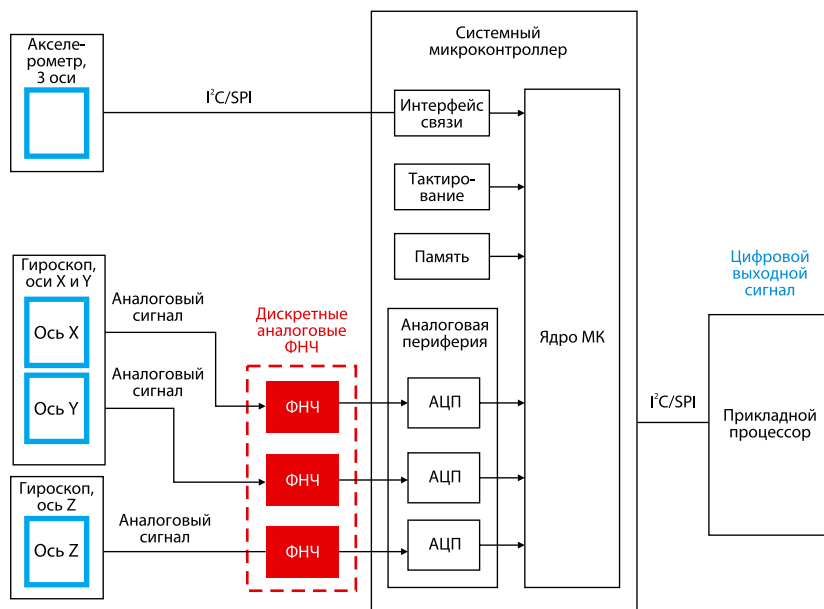 Акселе-
рометр,
3 оси
I²C/SPI
Системный
микроконтроллер
Интерфейс
связи
Тактиро-
вание
Память
Гироскоп,
оси X и Y
Ось X
Ось Y
Аналоговый
сигнал
Аналоговый
сигнал
Гироскоп,
ось Z
Ось Z
Аналоговый
сигнал
Дискретные
аналоговые
ФНЧ
ФНЧ
ФНЧ
ФНЧ
Аналоговая
периферия
АЦП
АЦП
АЦП
Ядро МК
I²C/SPI
Цифровой
выходной
сигнал
Прикладной
процессор